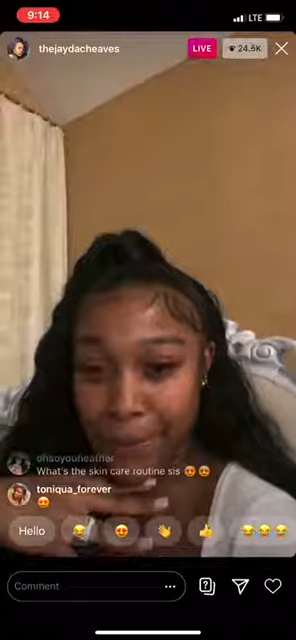 9:14
LTE
thejaydacheaves
LIVE
24.5K
ohsoyouheather
What's the skin care routine sis 😍😍
toniqua_forever
😍
Hello 😂 😍 👋 👍 😂😂😂
Comment